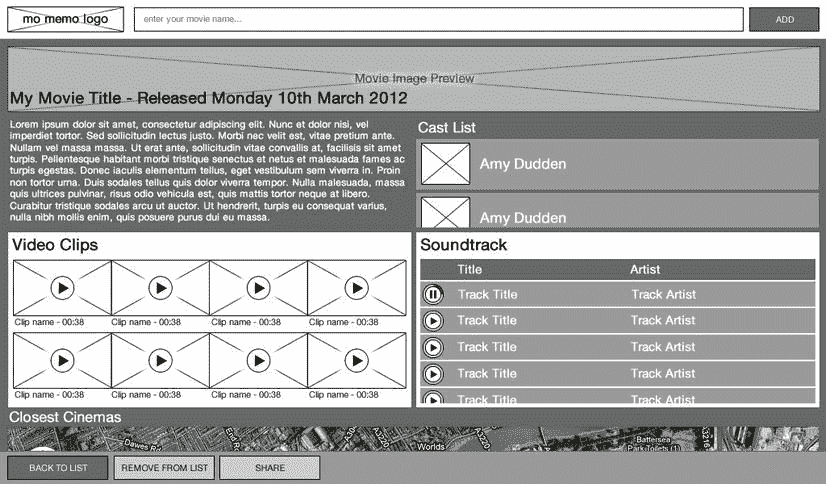 mo memo logo
enter your movie name...
ADD
Movie Image Preview
My Movie Title - Released Monday 10th March 2012
Lorem ipsum dolor sit amet, consectetur adipiscing elit. Nunc et dolor nisi, vel
imperdiet tortor. Sed sollicitudin lectus justo. Morbi nec velit est, vitae pretium ante.
Nullam vel massa massa. Ut erat ante, sollicitudin vitae convallis at, facilisis sit amet
turpis. Pellentesque habitant morbi tristique senectus et netus et malesuada fames ac
turpis egestas. Donec iaculis elementum tellus, eget vestibulum sem viverra in. Proin
non tortor urna. Duis sodales tellus quis dolor viverra tempor. Nulla malesuada, massa
quis ultrices pulvinar, risus odio vehicula est, quis mattis tortor neque at libero.
Curabitur tristique sodales arcu ut auctor. Ut hendrerit, turpis eu consequat varius,
nulla nibh mollis enim, quis posuere purus dui eu massa.
Cast List
Amy Dudden
Amy Dudden
Video Clips
Clip name - 00:38 Clip name - 00:38 Clip name - 00:38 Clip name - 00:38
Clip name - 00:38 Clip name - 00:38 Clip name - 00:38 Clip name - 00:38
Soundtrack
Title Artist
Track Title Track Artist
Track Title Track Artist
Track Title Track Artist
Track Title Track Artist
Track Title Track Artist
Closest Cinemas
Dawes Rd
A3220
A3220
Worlds
Battersea
Park Toilets (1)
A3216
BACK TO LIST REMOVE FROM LIST SHARE